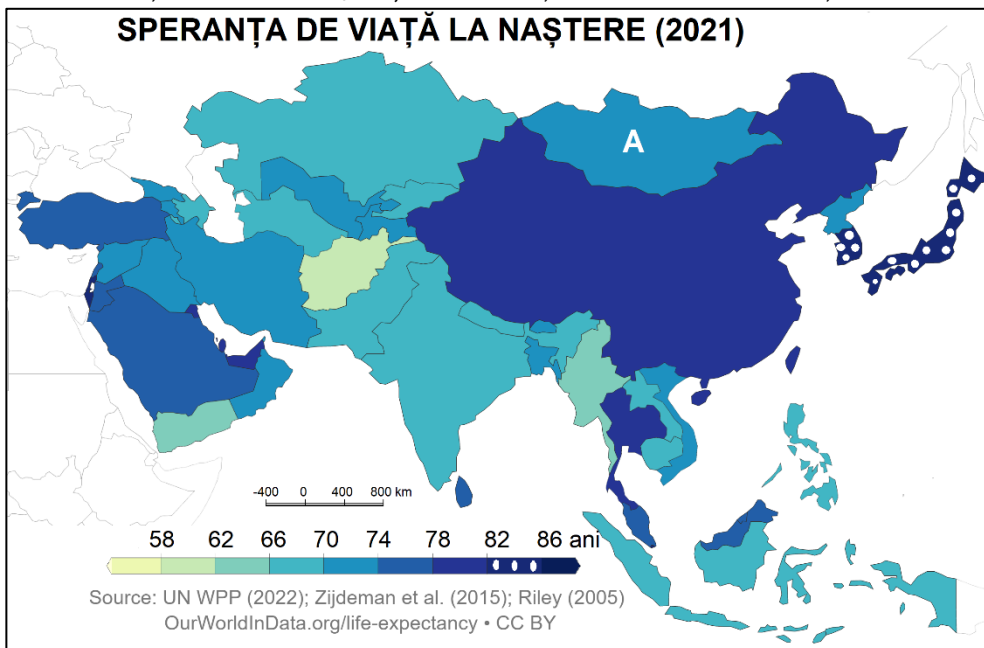 SPERANȚA DE VIAȚĂ LA NAȘTERE (2021)
A
-400 0 400 800 km
58 62 66 70 74 78 82 86 ani
Source: UN WPP (2022); Zijdeman et al. (2015); Riley (2005)
OurWorldInData.org/life-expectancy • CC BY